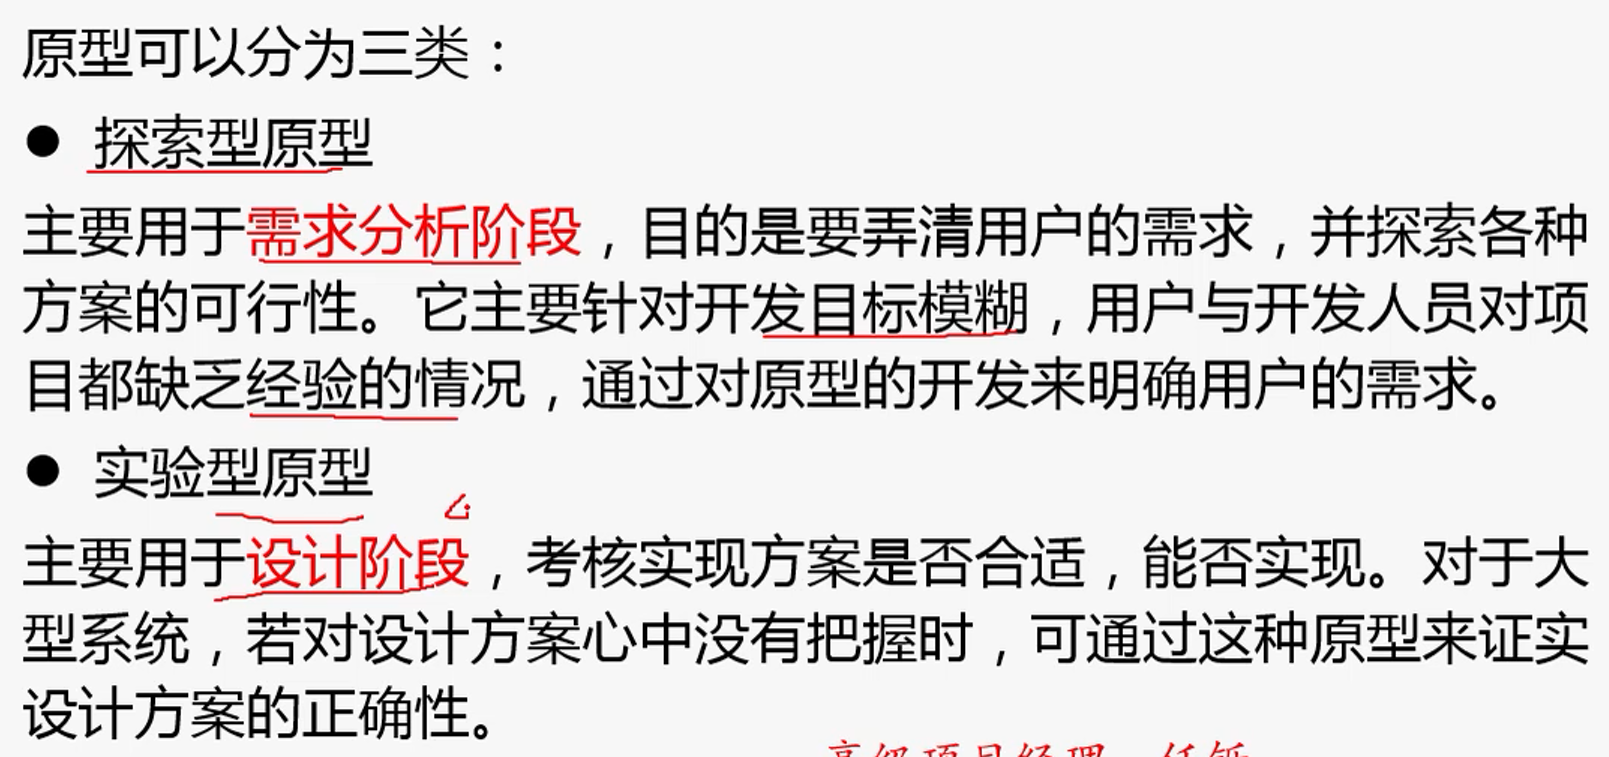 原型可以分为三类：
● 探索型原型
主要用于需求分析阶段，目的是要弄清用户的需求，并探索各种
方案的可行性。它主要针对开发目标模糊，用户与开发人员对项
目都缺乏经验的情况，通过对原型的开发来明确用户的需求。
● 实验型原型
主要用于设计阶段，考核实现方案是否合适，能否实现。对于大
型系统，若对设计方案心中没有把握时，可通过这种原型来证实
设计方案的正确性。
高级项目经理 任铄